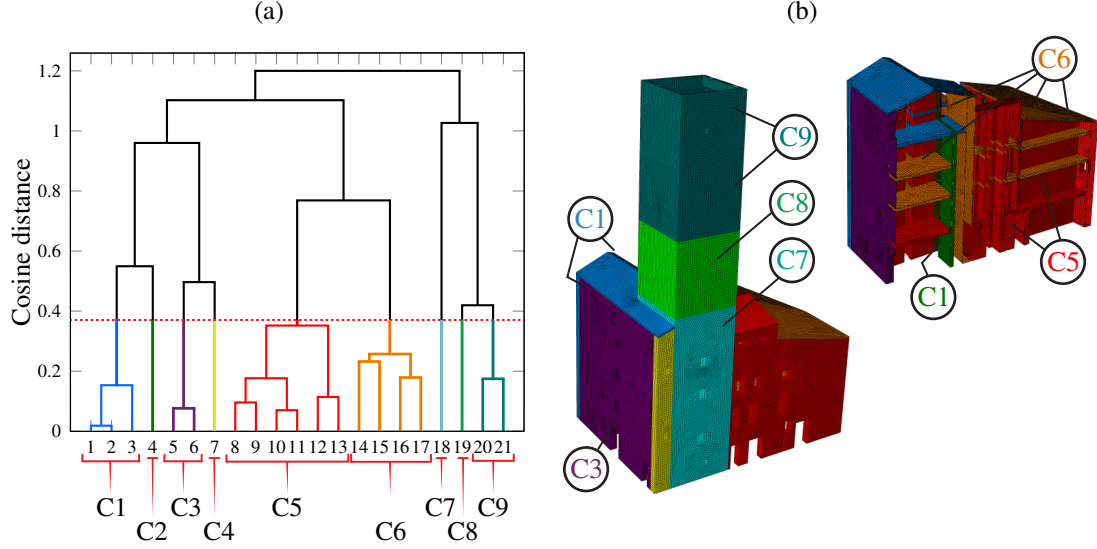 (a)
(b)
Cosine distance
1.2
1
0.8
0.6
0.4
0.2
0
1 2 3 4 5 6 7 8 9 10 11 12 13 14 15 16 17 18 19 20 21
C1 C3 C5 C7 C9
C2 C4 C6 C8
C6
C9
C8
C1
C7
C5
C1
C3